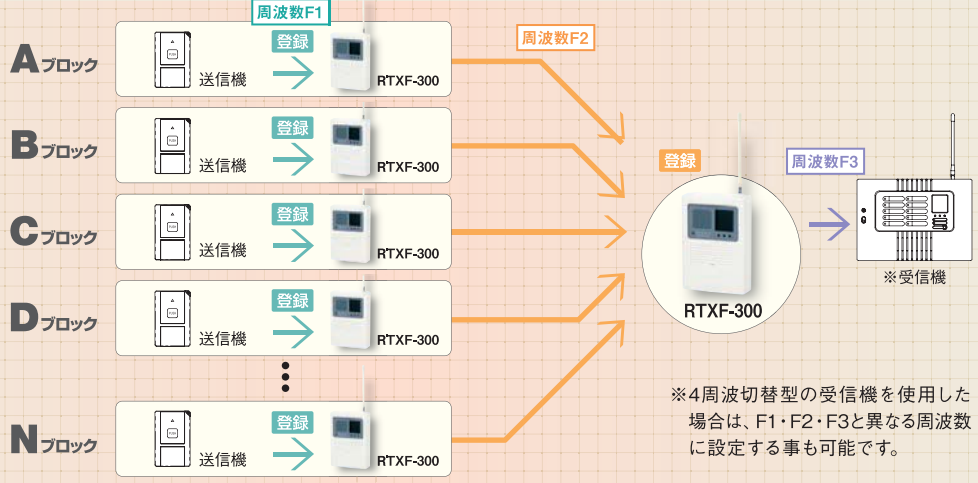 周波数F1
周波数F2
Aブロック
送信機
登録
RTXF-300
Bブロック
送信機
登録
RTXF-300
Cブロック
送信機
登録
RTXF-300
Dブロック
送信機
登録
RTXF-300
Nブロック
送信機
登録
RTXF-300
登録
RTXF-300
周波数F3
※受信機
※4周波切替型の受信機を使用した
場合は、F1・F2・F3と異なる周波数
に設定する事も可能です。